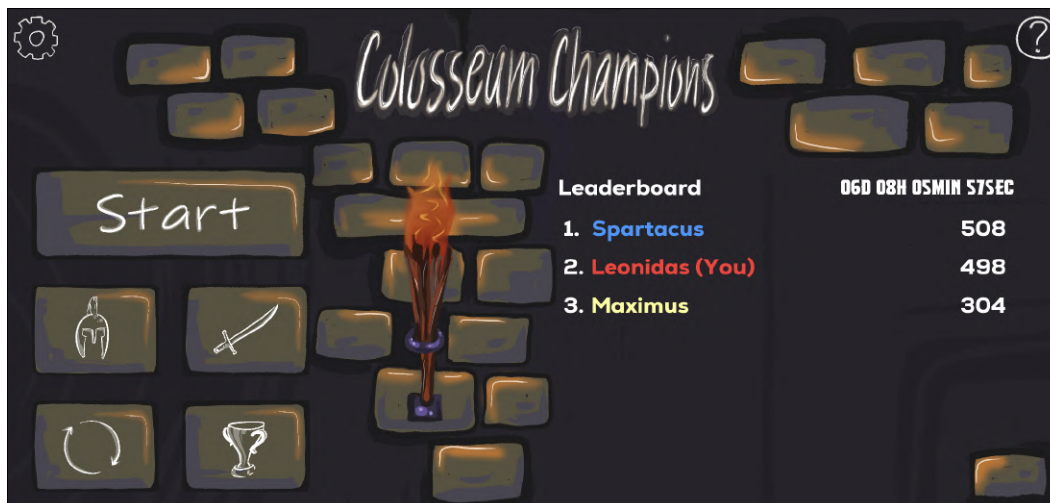 Colosseum Champions
?
Start
Leaderboard 06D 08H 05MIN 57SEC
1. Spartacus 508
2. Leonidas (You) 498
3. Maximus 304